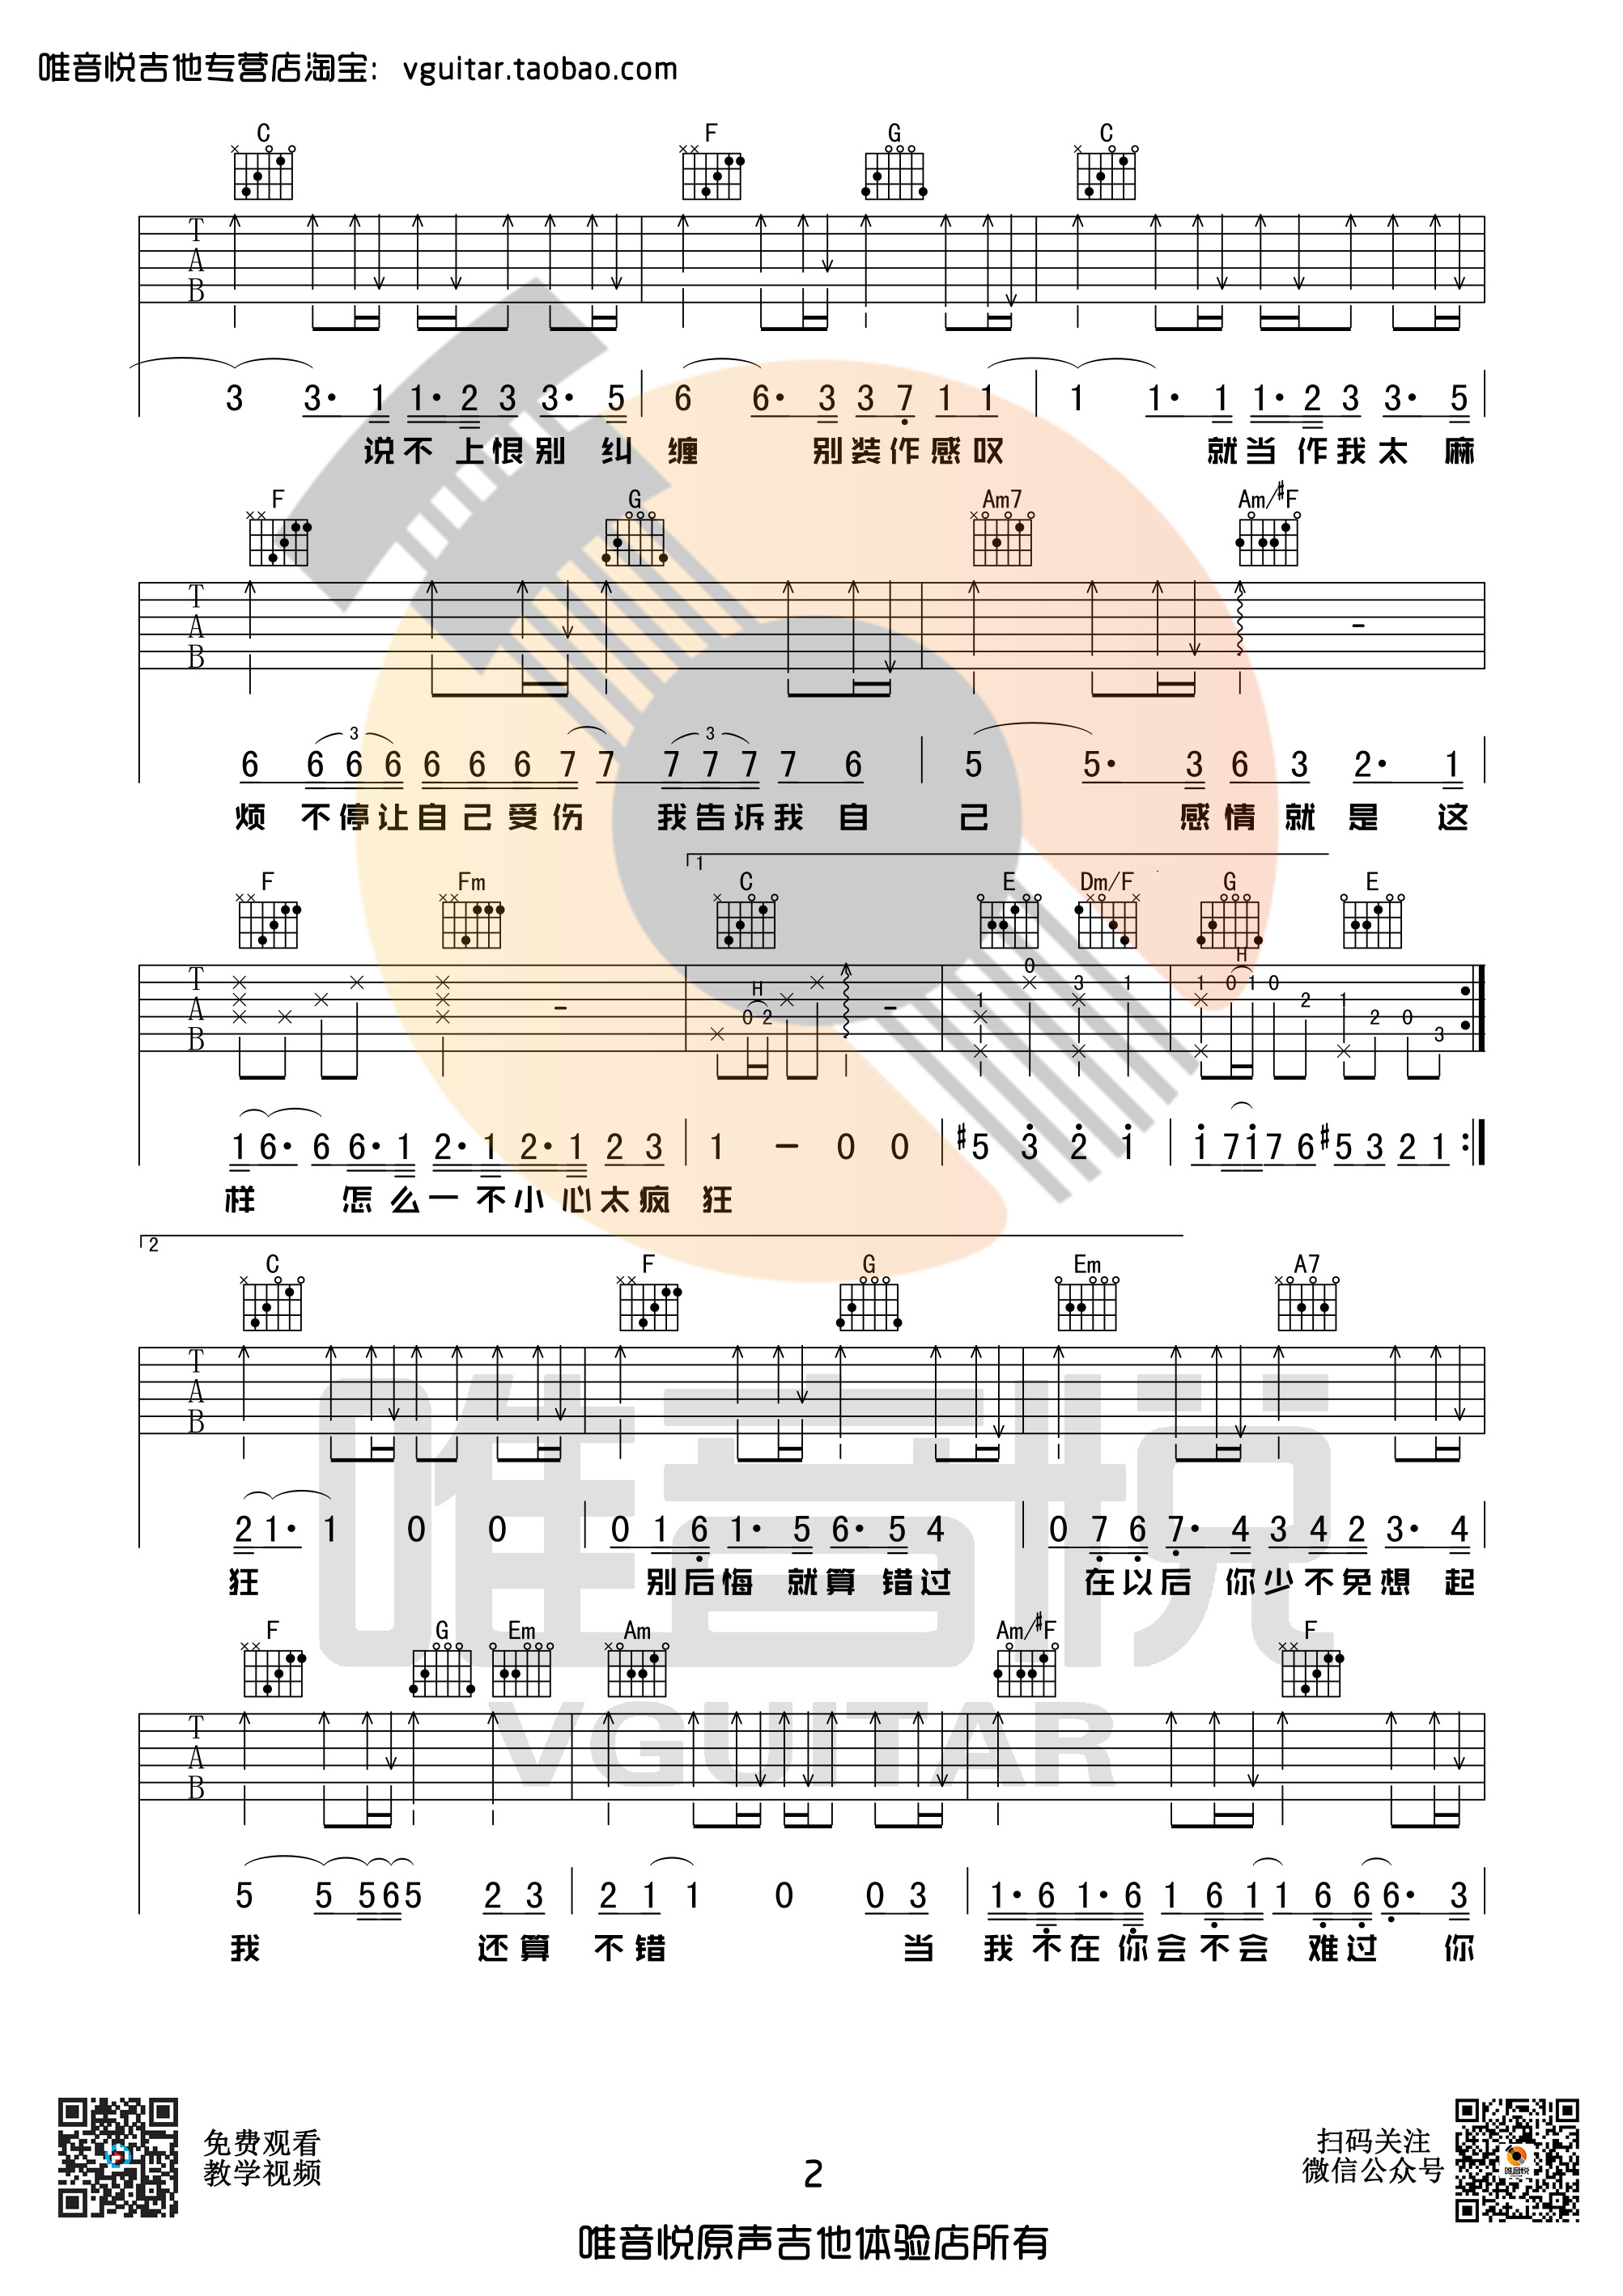 唯音悦吉他专营店淘宝: vguitar.taobao.com
C F G C
T A B
3 3· 1 1· 2 3 3· 5 | 6 6· 3 3 7 1 1 | 1 1· 1 1· 2 3 3· 5
说不上恨别纠缠 别装作感叹 就当作我太麻
F G Am7 Am/#F
T A B
3 3
6 6 6 6 6 6 6 7 7 7 7 7 7 6 | 5 5· 3 6 3 2· 1
烦 不停让自己受伤 我告诉我自己 感情就是这
1
F Fm C E Dm/F G E
H H
T A B
0 2 1 0 3 1 1 0 1 0 2 1 2 0 3
1 6· 6 6· 1 2· 1 2· 1 2 3 | 1 – 0 0 | #5 3 2 1 | 1 7 1 7 6 #5 3 2 1
样 怎么一不小心太疯狂
2
C F G Em A7
T A B
2 1· 1 0 0 | 0 1 6 1· 5 6· 5 4 | 0 7 6 7· 4 3 4 2 3· 4
狂 别后悔 就算错过 在以后 你少不免想起
F G Em Am Am/#F F
T A B
5 5 5 6 5 2 3 | 2 1 1 0 0 3 | 1· 6 1· 6 1 6 1 1 6 6 6· 3
我 还算不错 当我不在你会不会难过 你
唯音悦
VGUITAR
免费观看
教学视频
扫码关注
微信公众号
唯音悦
2
唯音悦原声吉他体验店所有